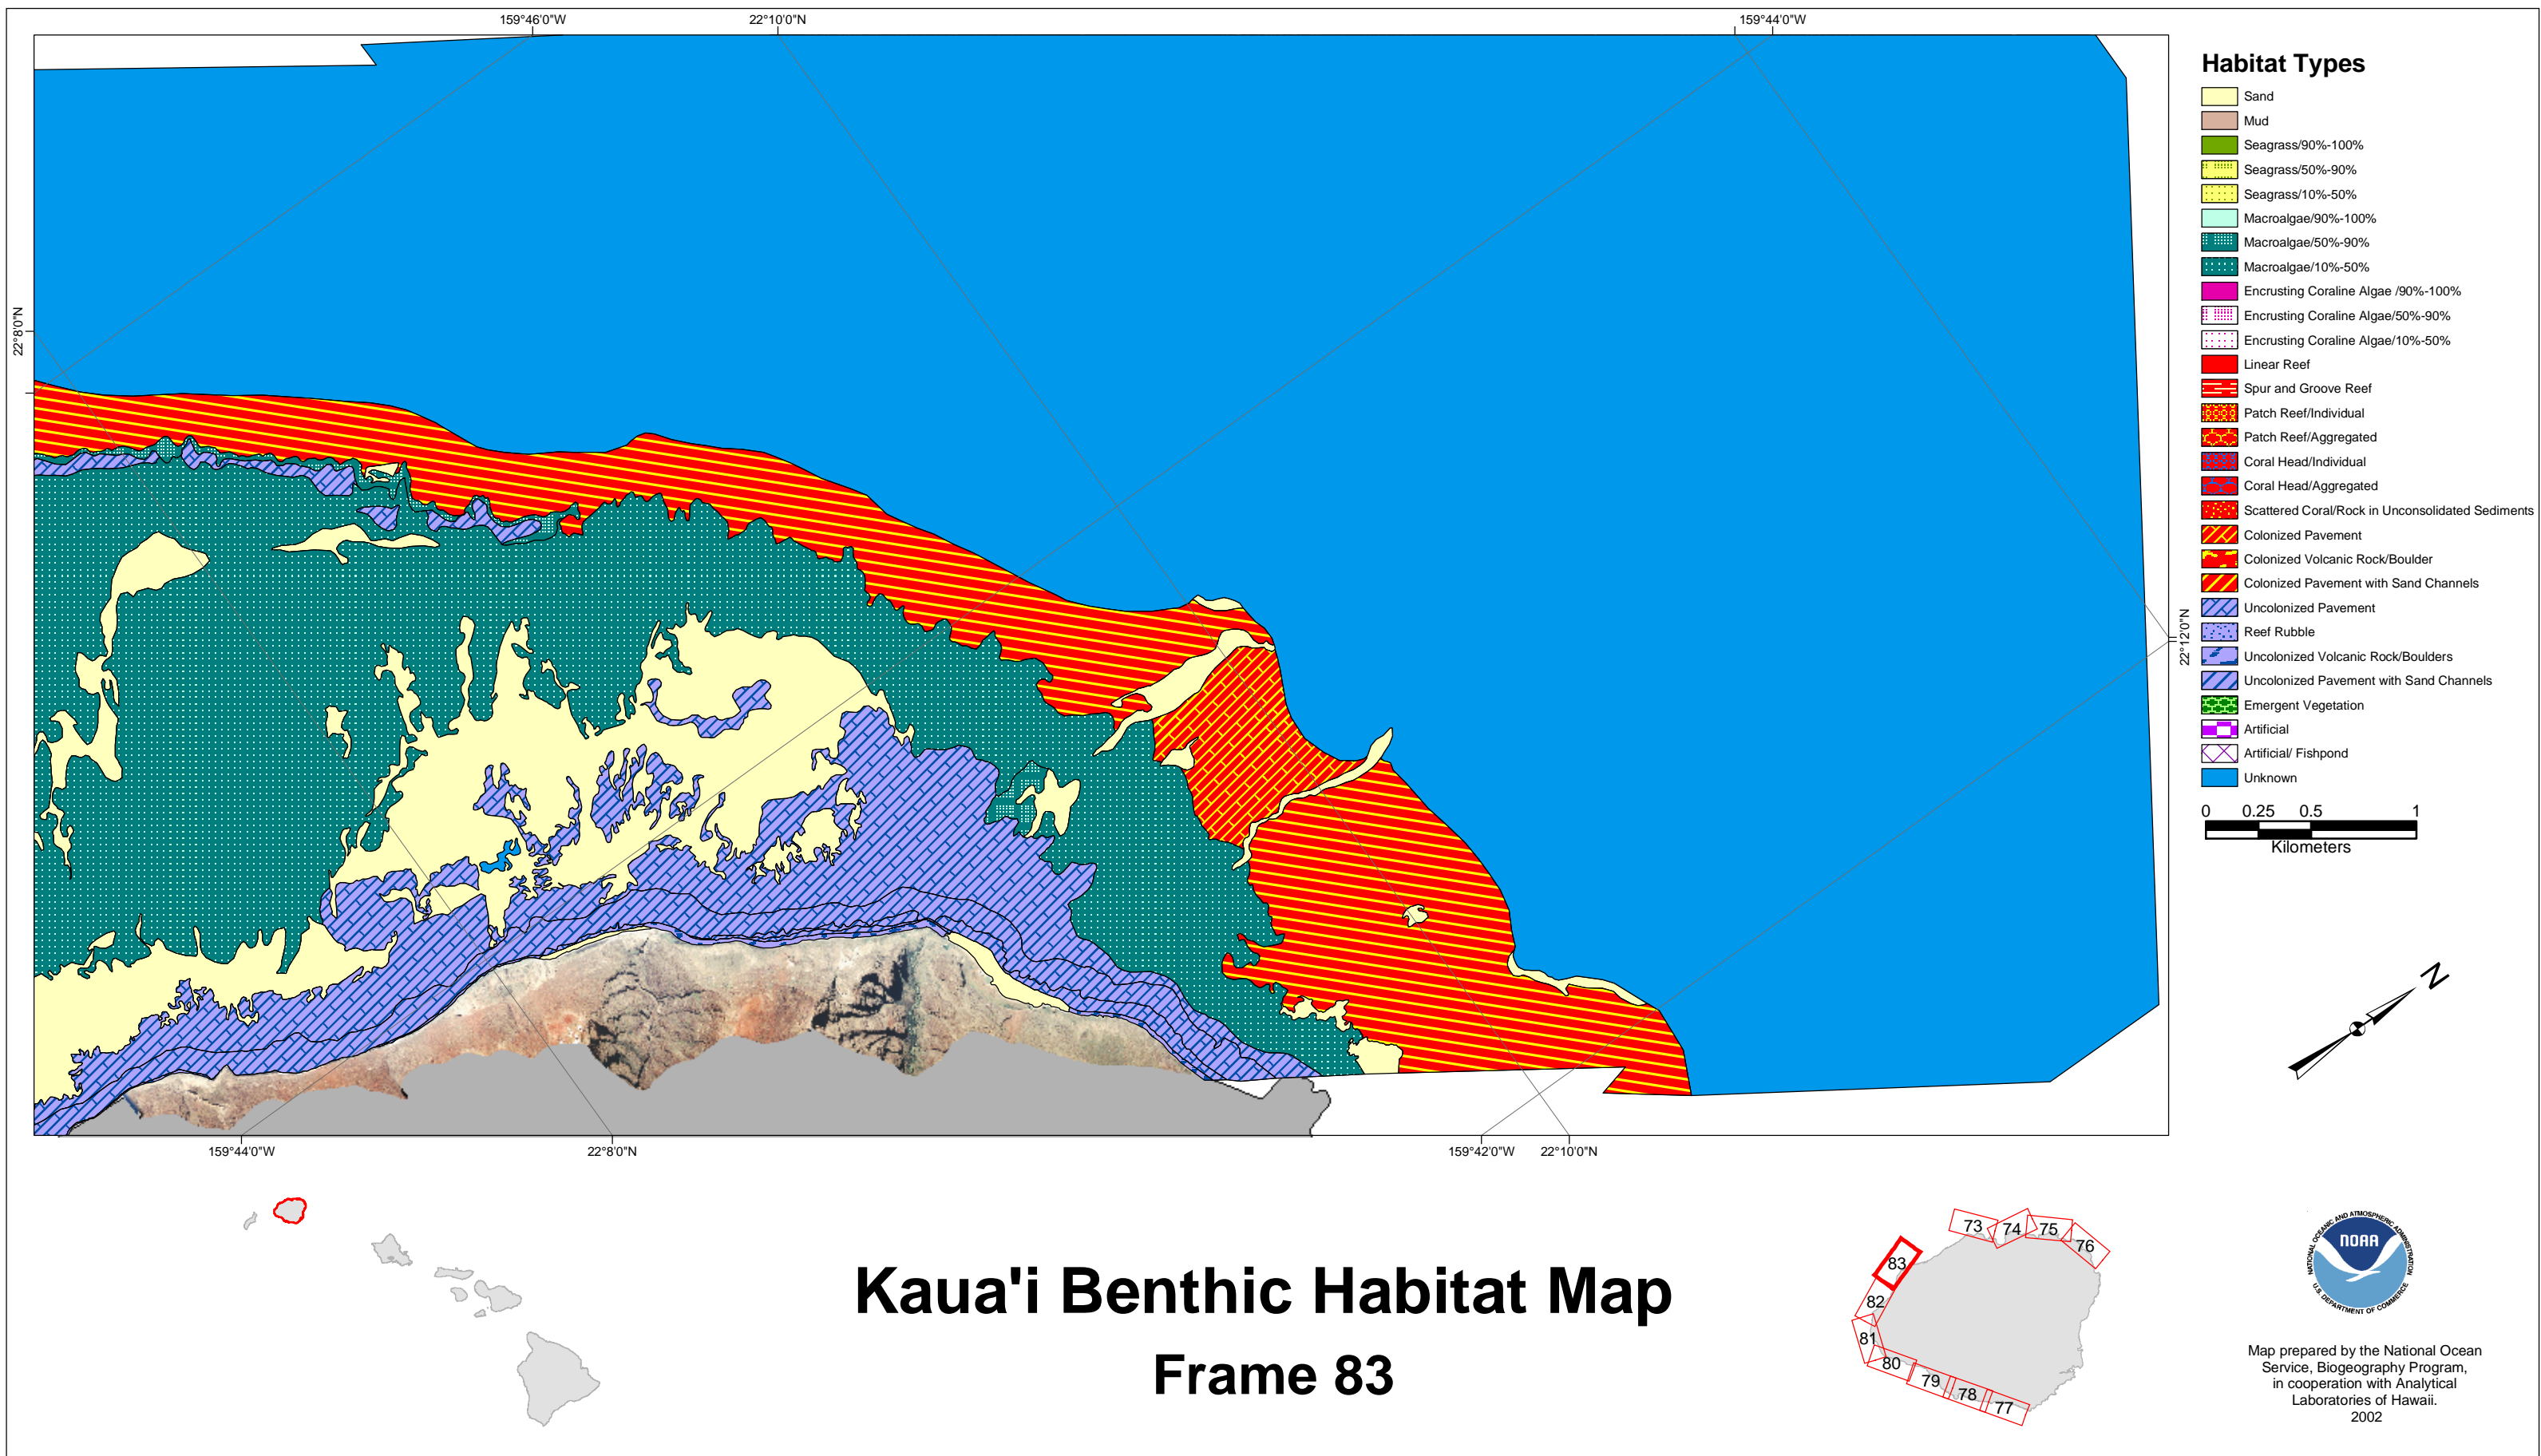 159°46'0"W
22°10'0"N
159°44'0"W
22°8'0"N
22°12'0"N
159°44'0"W
22°8'0"N
159°42'0"W
22°10'0"N
Habitat Types
Sand
Mud
Seagrass/90%-100%
Seagrass/50%-90%
Seagrass/10%-50%
Macroalgae/90%-100%
Macroalgae/50%-90%
Macroalgae/10%-50%
Encrusting Coraline Algae /90%-100%
Encrusting Coraline Algae/50%-90%
Encrusting Coraline Algae/10%-50%
Linear Reef
Spur and Groove Reef
Patch Reef/Individual
Patch Reef/Aggregated
Coral Head/Individual
Coral Head/Aggregated
Scattered Coral/Rock in Unconsolidated Sediments
Colonized Pavement
Colonized Volcanic Rock/Boulder
Colonized Pavement with Sand Channels
Uncolonized Pavement
Reef Rubble
Uncolonized Volcanic Rock/Boulders
Uncolonized Pavement with Sand Channels
Emergent Vegetation
Artificial
Artificial/ Fishpond
Unknown
0 0.25 0.5 1
Kilometers
N
Kaua'i Benthic Habitat Map
Frame 83
73
74
75
76
83
82
81
80
79
78
77
NATIONAL OCEANIC AND ATMOSPHERIC ADMINISTRATION
NOAA
U.S. DEPARTMENT OF COMMERCE
Map prepared by the National Ocean
Service, Biogeography Program,
in cooperation with Analytical
Laboratories of Hawaii.
2002